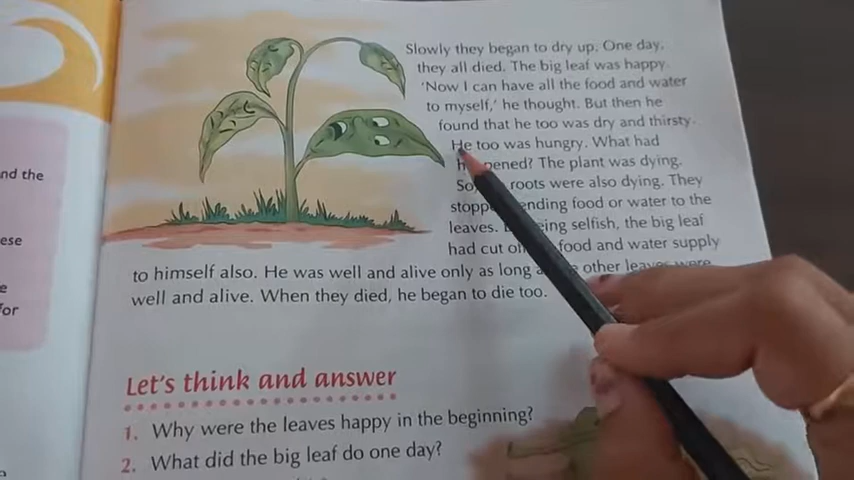 Slowly they began to dry up. One day,
they all died. The big leaf was happy.
'Now I can have all the food and water
to myself,' he thought. But then he
found that he too was dry and thirsty.
He too was hungry. What had
The plant was dying.
roots were also dying. They
food or water to the
leaves. selfish, the big leaf
had cut food and water supply
to himself also. He was well and alive only as long other leaves were
well and alive. When they died, he began to die too.
Let's think and answer
1. Why were the leaves happy in the beginning?
2. What did the big leaf do one day?
nd the
ese
e
for